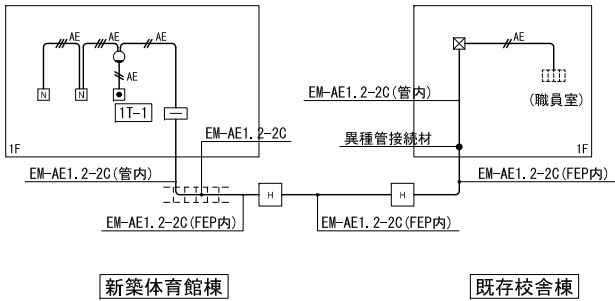 AE
AE
AE
AE
AE
N
N
1T-1
(職員室)
EM-AE1.2-2C(管内)
EM-AE1.2-2C
異種管接続材
1F
1F
EM-AE1.2-2C(管内)
EM-AE1.2-2C(FEP内)
H
H
EM-AE1.2-2C(FEP内)
EM-AE1.2-2C(FEP内)
新築体育館棟
既存校舎棟